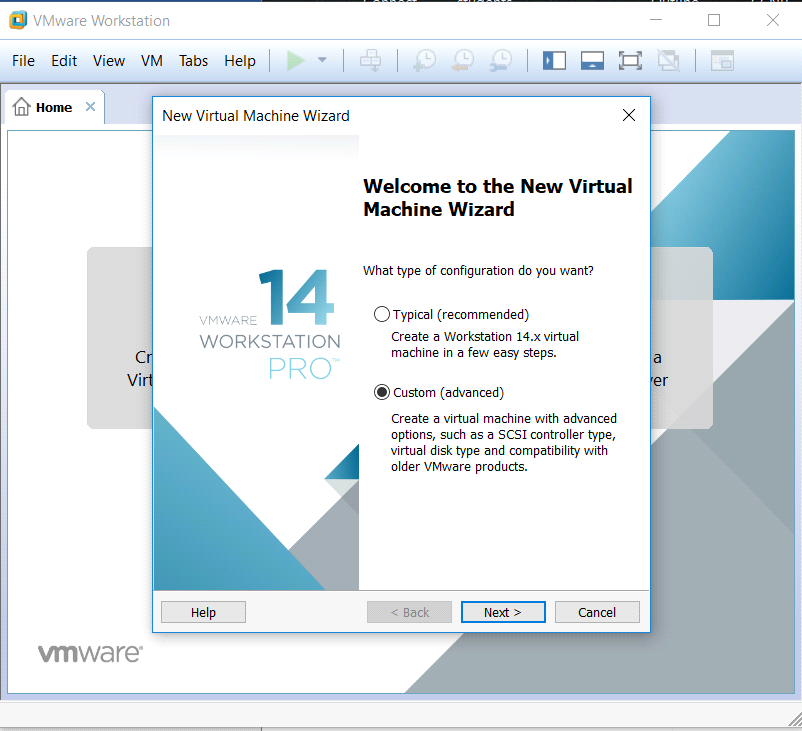 VMware Workstation
File Edit View VM Tabs Help
Home
New Virtual Machine Wizard
Welcome to the New Virtual
Machine Wizard
What type of configuration do you want?
Typical (recommended)
Create a Workstation 14.x virtual
machine in a few easy steps.
Custom (advanced)
Create a virtual machine with advanced
options, such as a SCSI controller type,
virtual disk type and compatibility with
older VMware products.
14
VMWARE
WORKSTATION
PRO™
Cr
Virt
a
ver
Help
< Back
Next >
Cancel
vmware®